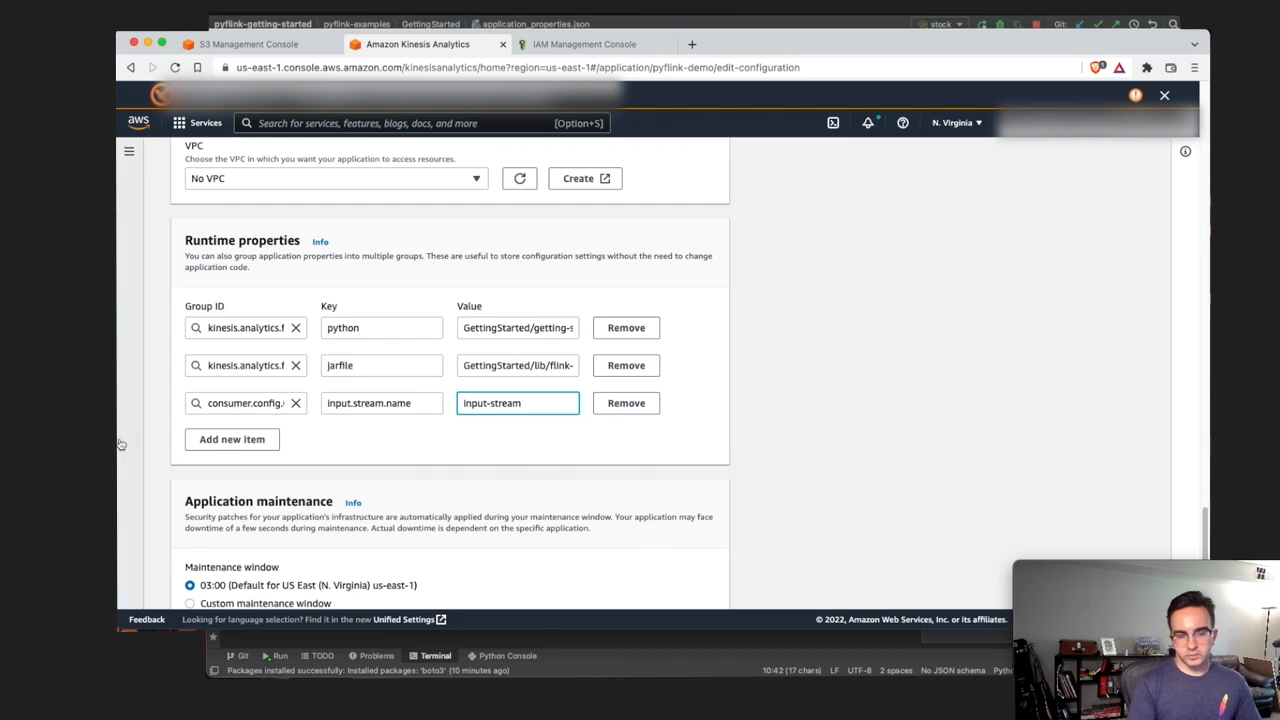 pyflink-getting-started pyflink-examples GettingStarted application_properties.json
stock
Git:
S3 Management Console
Amazon Kinesis Analytics
IAM Management Console
us-east-1.console.aws.amazon.com/kinesisanalytics/home?region=us-east-1#/application/pyflink-demo/edit-configuration
aws
Services
Search for services, features, blogs, docs, and more
[Option+S]
N. Virginia
VPC
Choose the VPC in which you want your application to access resources.
No VPC
Create
Runtime properties
Info
You can also group application properties into multiple groups. These are useful to store configuration settings without the need to change
application code.
Group ID
Key
Value
kinesis.analytics.f
python
GettingStarted/getting-s
Remove
kinesis.analytics.f
jarfile
GettingStarted/lib/flink-
Remove
consumer.config.
input.stream.name
input-stream
Remove
Add new item
Application maintenance
Info
Security patches for your application's infrastructure are automatically applied during your maintenance window. Your application may face
downtime of a few seconds during maintenance. Actual downtime is dependent on the specific application.
Maintenance window
03:00 (Default for US East (N. Virginia) us-east-1)
Custom maintenance window
Feedback
Looking for language selection? Find it in the new Unified Settings
© 2022, Amazon Web Services, Inc. or its affiliates.
Git
Run
TODO
Problems
Terminal
Python Console
Packages installed successfully: Installed packages: 'boto3' (10 minutes ago)
10:42 (17 chars)
LF
UTF-8
2 spaces
No JSON schema